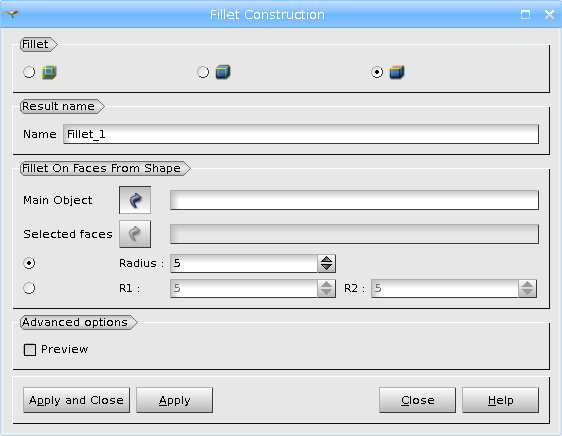 Fillet Construction
Fillet
Result name
Name Fillet_1
Fillet On Faces From Shape
Main Object
Selected faces
Radius : 5
R1 : 5 R2 : 5
Advanced options
Preview
Apply and Close Apply Close Help